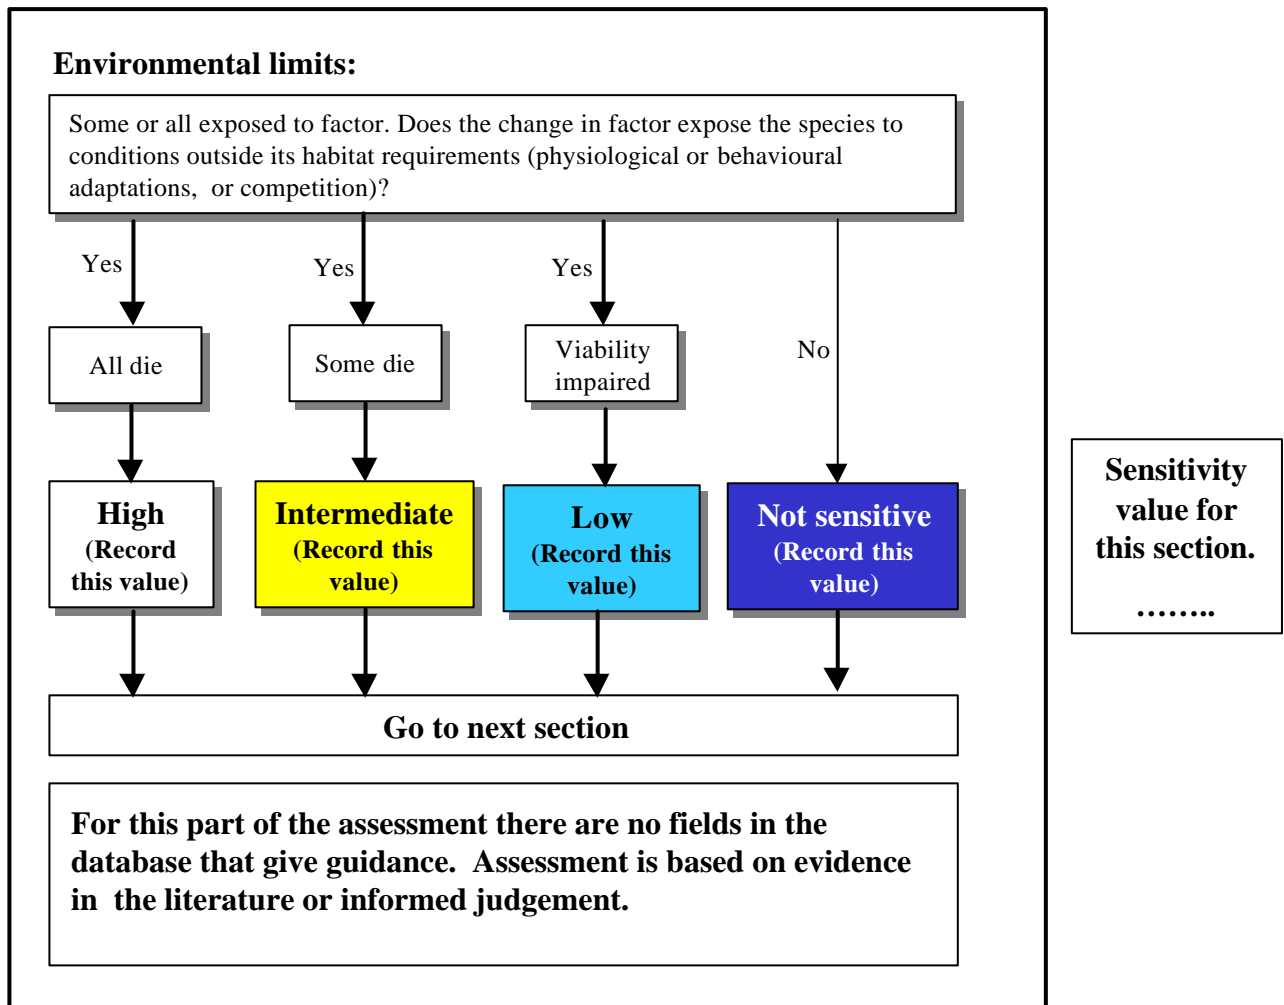 Environmental limits:
Some or all exposed to factor. Does the change in factor expose the species to
conditions outside its habitat requirements (physiological or behavioural
adaptations, or competition)?
Yes
Yes
Yes
No
All die
Some die
Viability
impaired
High
(Record
this value)
Intermediate
(Record this
value)
Low
(Record this
value)
Not sensitive
(Record this
value)
Go to next section
For this part of the assessment there are no fields in the
database that give guidance. Assessment is based on evidence
in the literature or informed judgement.
Sensitivity
value for
this section.
……..